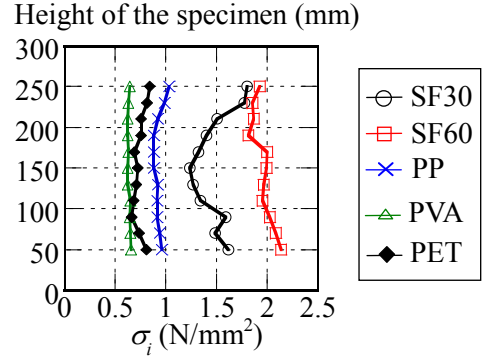 Height of the specimen (mm)
300
250
200
150
100
50
0
0 0.5 1 1.5 2 2.5
σi (N/mm²)
SF30
SF60
PP
PVA
PET